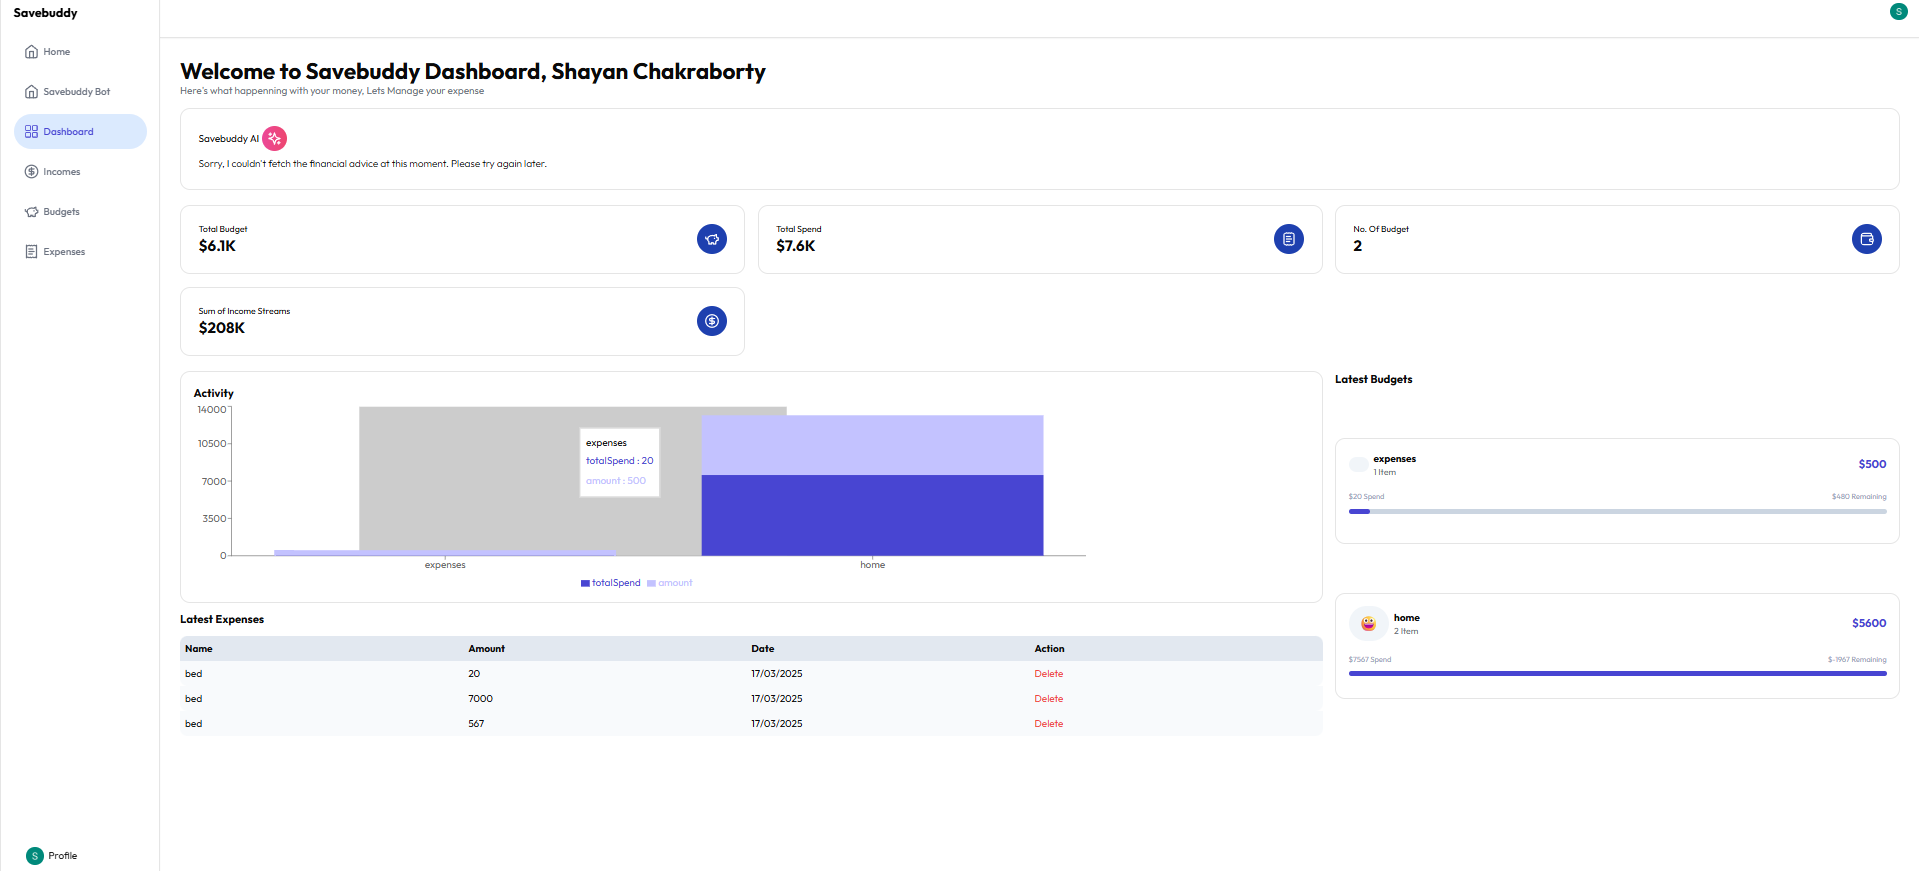 Savebuddy
S
Home
Savebuddy Bot
Dashboard
Incomes
Budgets
Expenses
S Profile
Welcome to Savebuddy Dashboard, Shayan Chakraborty
Here's what happenning with your money, Lets Manage your expense
Savebuddy AI
Sorry, I couldn't fetch the financial advice at this moment. Please try again later.
Total Budget
$6.1K
Total Spend
$7.6K
No. Of Budget
2
Sum of Income Streams
$208K
Activity
14000
10500
7000
3500
0
expenses
totalSpend : 20
amount : 500
expenses home
totalSpend amount
Latest Expenses
Name Amount Date Action
bed 20 17/03/2025 Delete
bed 7000 17/03/2025 Delete
bed 567 17/03/2025 Delete
Latest Budgets
expenses
1 Item
$500
$20 Spend $480 Remaining
home
2 Item
$5600
$7567 Spend $-1967 Remaining